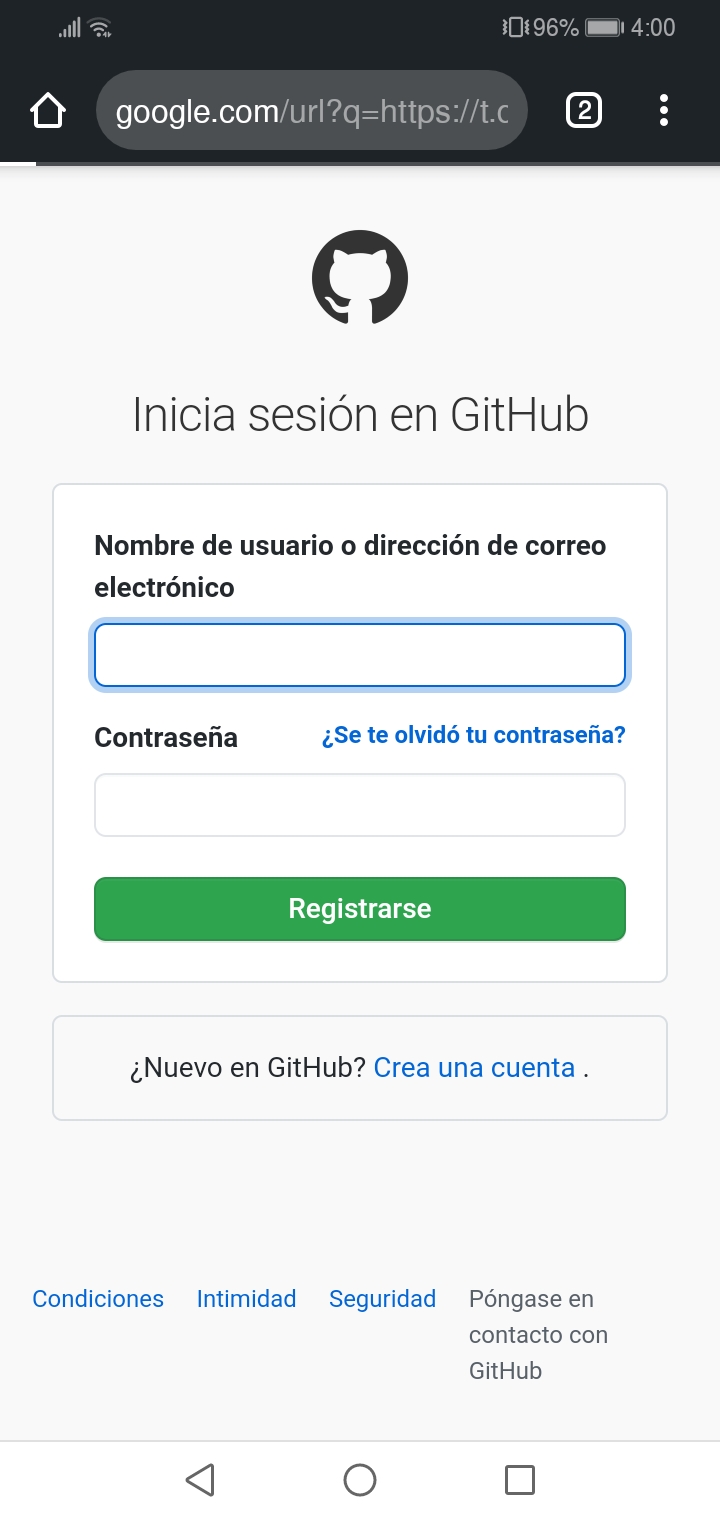 96% 4:00
google.com/url?q=https://t.c
2
Inicia sesión en GitHub
Nombre de usuario o dirección de correo
electrónico
Contraseña ¿Se te olvidó tu contraseña?
Registrarse
¿Nuevo en GitHub? Crea una cuenta .
Condiciones Intimidad Seguridad Póngase en
contacto con
GitHub